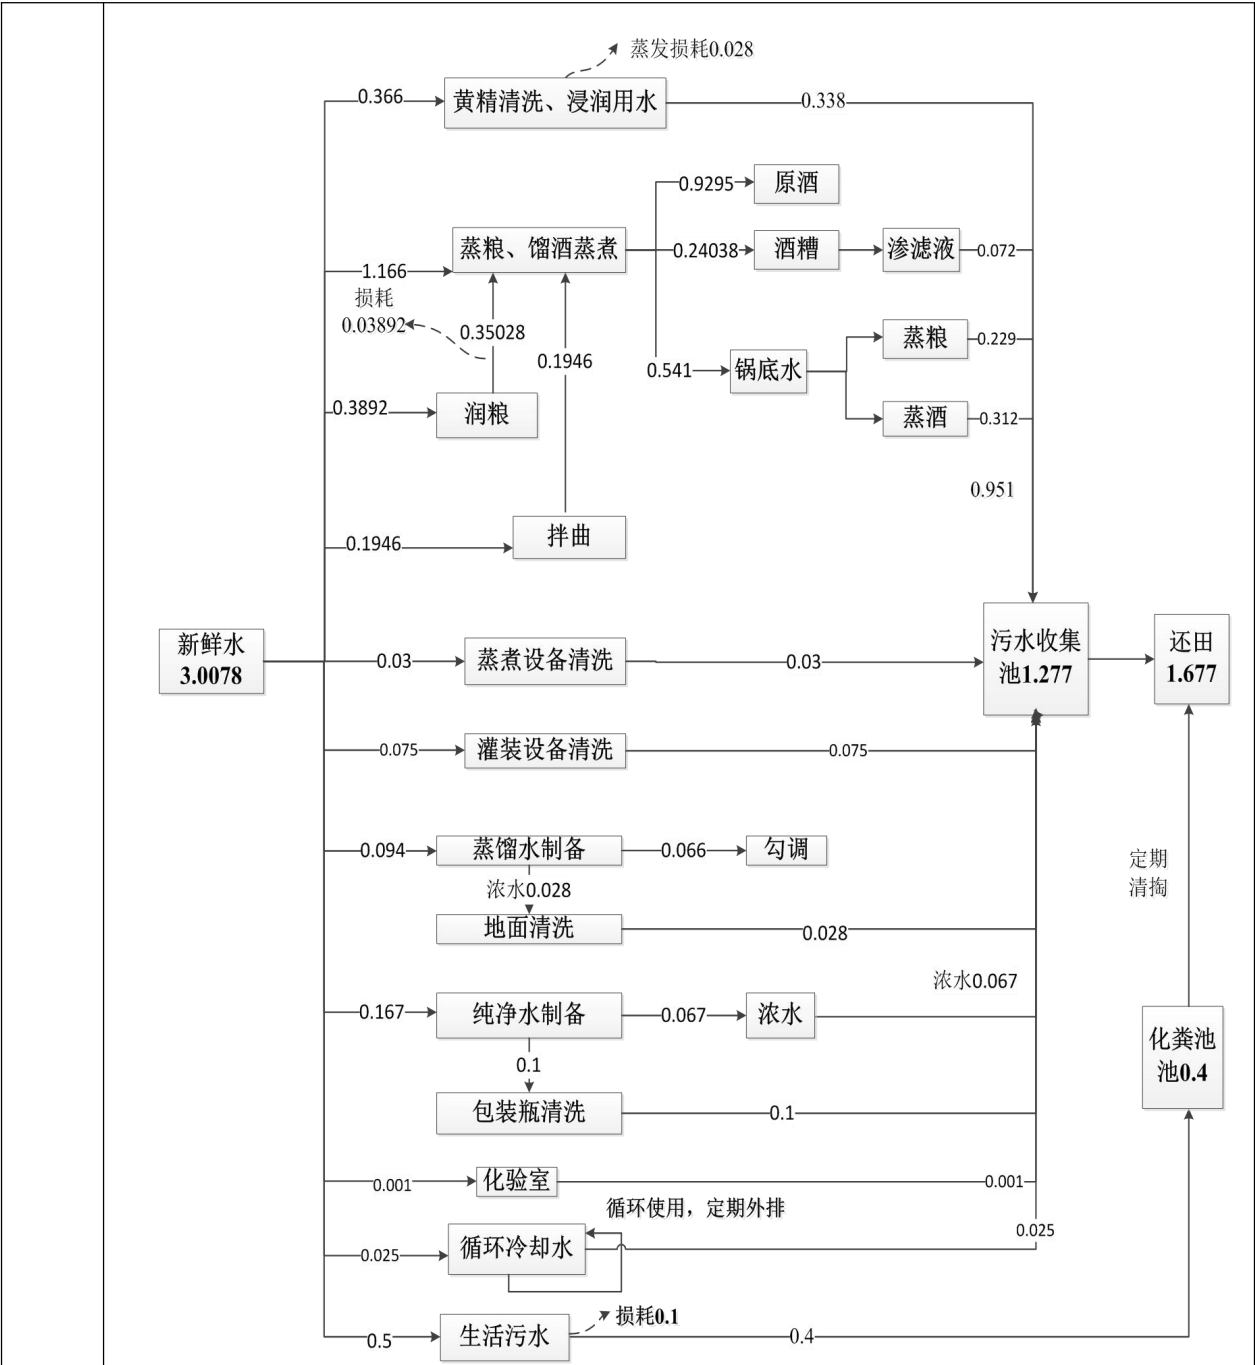 蒸发损耗0.028
0.366
黄精清洗、浸润用水
0.338
0.9295
原酒
蒸粮、馏酒蒸煮
0.24038
酒糟
渗滤液
0.072
1.166
损耗
0.03892
0.35028
0.1946
0.541
锅底水
蒸粮
0.229
蒸酒
0.312
0.3892
润粮
0.951
0.1946
拌曲
新鲜水
3.0078
0.03
蒸煮设备清洗
0.03
污水收集
池1.277
还田
1.677
0.075
灌装设备清洗
0.075
0.094
蒸馏水制备
0.066
勾调
浓水0.028
地面清洗
0.028
定期
清掏
浓水0.067
0.167
纯净水制备
0.067
浓水
0.1
包装瓶清洗
0.1
化粪池
池0.4
0.001
化验室
0.001
循环使用，定期外排
0.025
循环冷却水
0.025
损耗0.1
0.5
生活污水
0.4